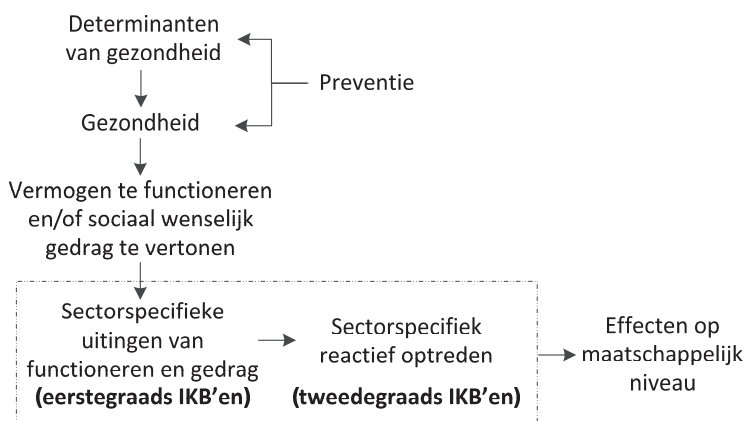 Determinanten
van gezondheid
Preventie
Gezondheid
Vermogen te functioneren
en/of sociaal wenselijk
gedrag te vertonen
Sectorspecifieke
uitingen van
functioneren en gedrag
(eerstegraads IKB'en)
Sectorspecifiek
reactief optreden
(tweedegraads IKB'en)
Effecten op
maatschappelijk
niveau